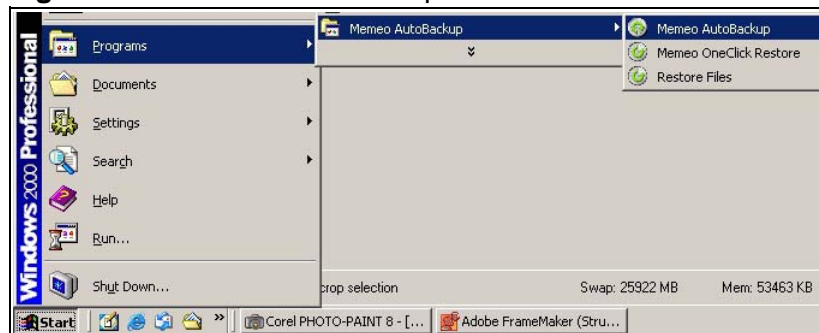 Windows 2000 Professional
Programs
Documents
Settings
Search
Help
Run...
Shut Down...
Memeo AutoBackup
Memeo AutoBackup
Memeo OneClick Restore
Restore Files
crop selection
Swap: 25922 MB
Mem: 53463 KB
Start
Corel PHOTO-PAINT 8 - [...
Adobe FrameMaker (Stru...